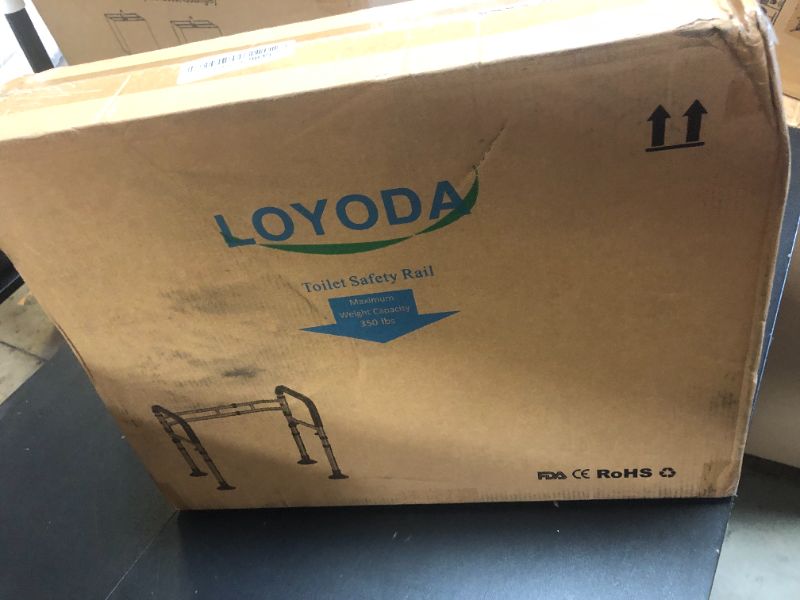 LOYODA
Toilet Safety Rail
Maximum
Weight Capacity
350 lbs
FDA CE RoHS